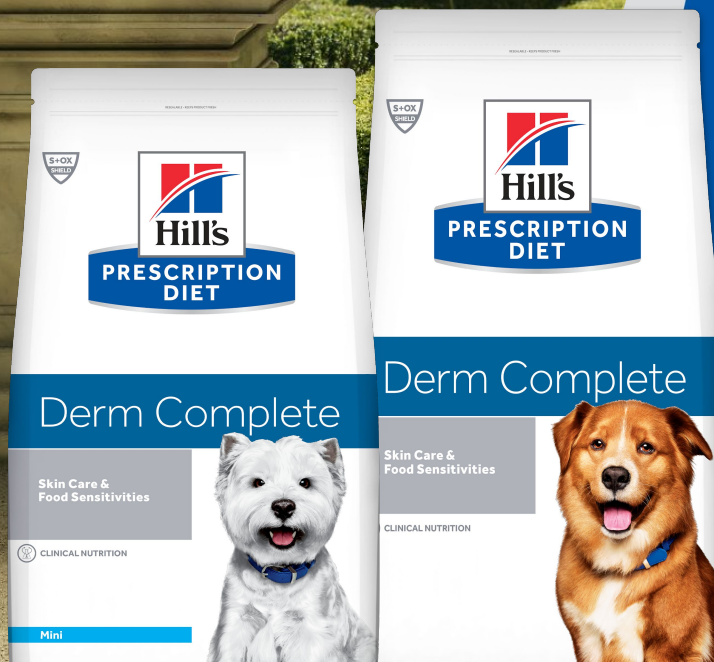 S+OX
SHIELD
Hill's
PRESCRIPTION
DIET
Derm Complete
Skin Care &
Food Sensitivities
CLINICAL NUTRITION
Mini
S+OX
SHIELD
Hill's
PRESCRIPTION
DIET
Derm Complete
Skin Care &
Food Sensitivities
CLINICAL NUTRITION